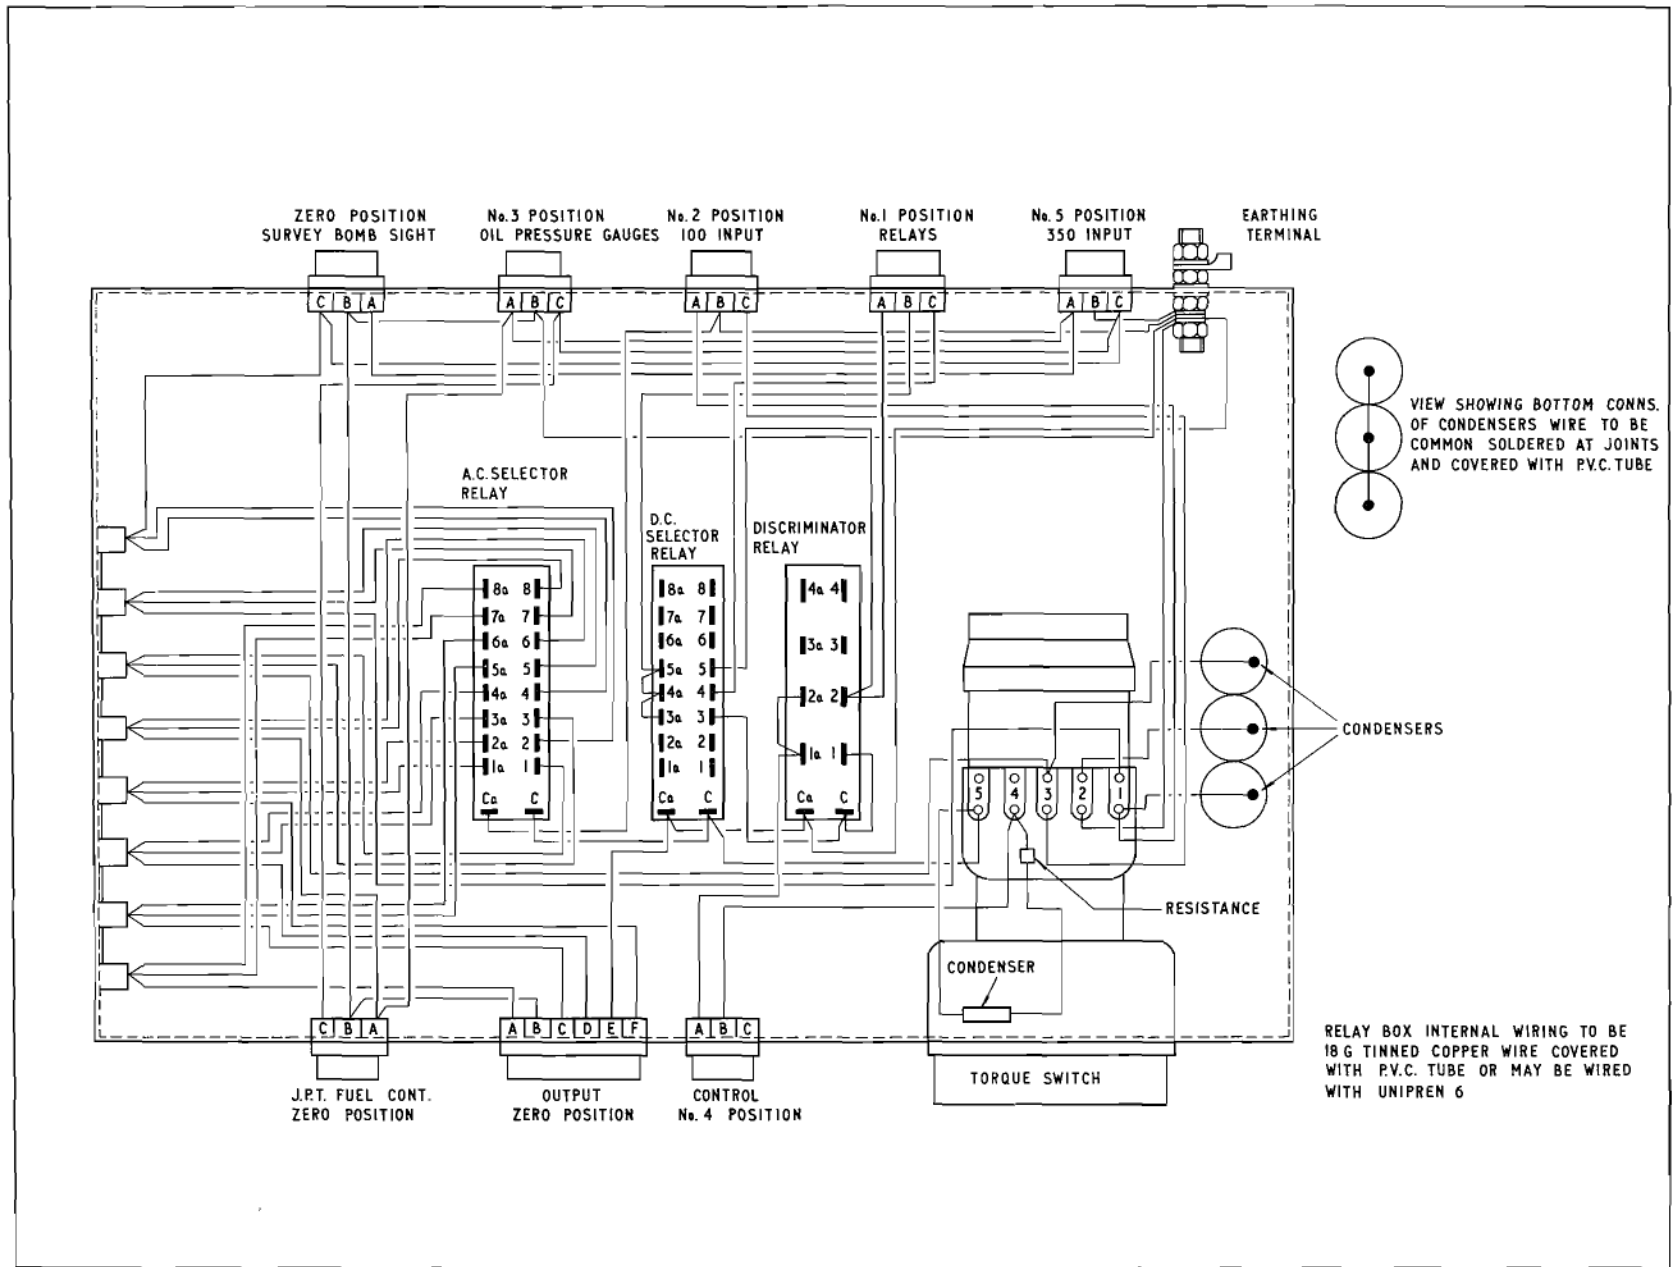 ZERO POSITION
SURVEY BOMB SIGHT
No.3 POSITION
OIL PRESSURE GAUGES
No.2 POSITION
100 INPUT
No.1 POSITION
RELAYS
No.5 POSITION
350 INPUT
EARTHING
TERMINAL
C B A
A B C
A B C
A B C
A B C
VIEW SHOWING BOTTOM CONNS.
OF CONDENSERS WIRE TO BE
COMMON SOLDERED AT JOINTS
AND COVERED WITH P.V.C. TUBE
A.C. SELECTOR
RELAY
D.C.
SELECTOR
RELAY
DISCRIMINATOR
RELAY
8a 8
7a 7
6a 6
5a 5
4a 4
3a 3
2a 2
1a 1
Ca C
8a 8
7a 7
6a 6
5a 5
4a 4
3a 3
2a 2
1a 1
Ca C
4a 4
3a 3
2a 2
1a 1
Ca C
5 4 3 2 1
CONDENSERS
RESISTANCE
CONDENSER
TORQUE SWITCH
C B A
A B C D E F
A B C
J.P.T. FUEL CONT.
ZERO POSITION
OUTPUT
ZERO POSITION
CONTROL
No.4 POSITION
RELAY BOX INTERNAL WIRING TO BE
18 G TINNED COPPER WIRE COVERED
WITH P.V.C. TUBE OR MAY BE WIRED
WITH UNIPREN 6